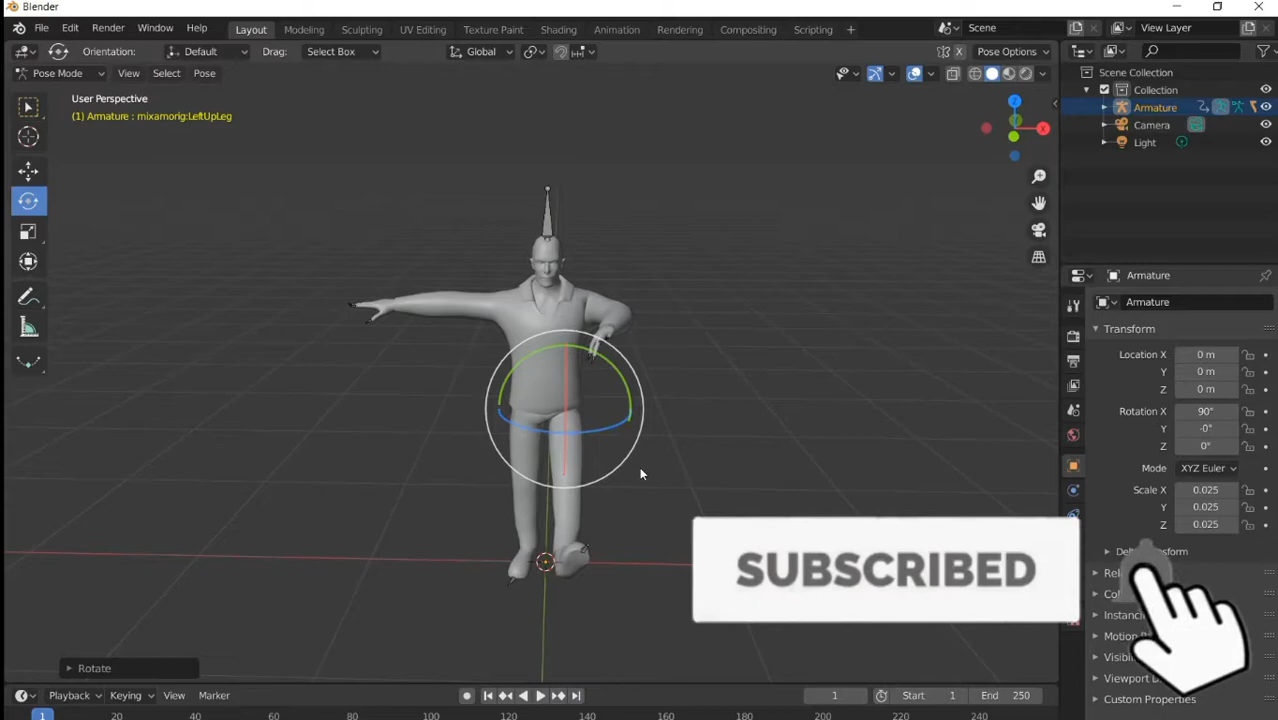 Blender
File Edit Render Window Help Layout Modeling Sculpting UV Editing Texture Paint Shading Animation Rendering Compositing Scripting Scene View Layer
Orientation: Default Drag: Select Box Global X Pose Options
Pose Mode View Select Pose
User Perspective
(1) Armature : mixamorig:LeftUpLeg
Z
X
Scene Collection
Collection
Armature
Camera
Light
Armature
Armature
Transform
Location X 0 m
Y 0 m
Z 0 m
Rotation X 90°
Y -0°
Z 0°
Mode XYZ Euler
Scale X 0.025
Y 0.025
Z 0.025
SUBSCRIBED
Custom Properties
Rotate
Playback Keying View Marker 1 Start 1 End 250
1 20 40 60 80 100 120 140 160 180 200 220 240